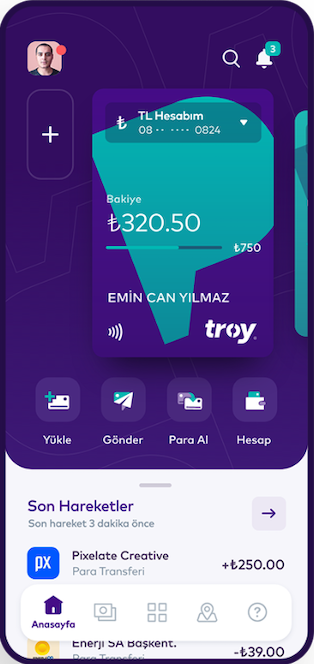 3
₺ TL Hesabım
08 ·· ···· 0824
Bakiye
₺320.50
₺750
EMİN CAN YILMAZ
troy
Yükle Gönder Para Al Hesap
Son Hareketler
Son hareket 3 dakika önce
px Pixelate Creative +₺250.00
Para Transferi
Anasayfa
Enerji SA Başkent. -₺39.00